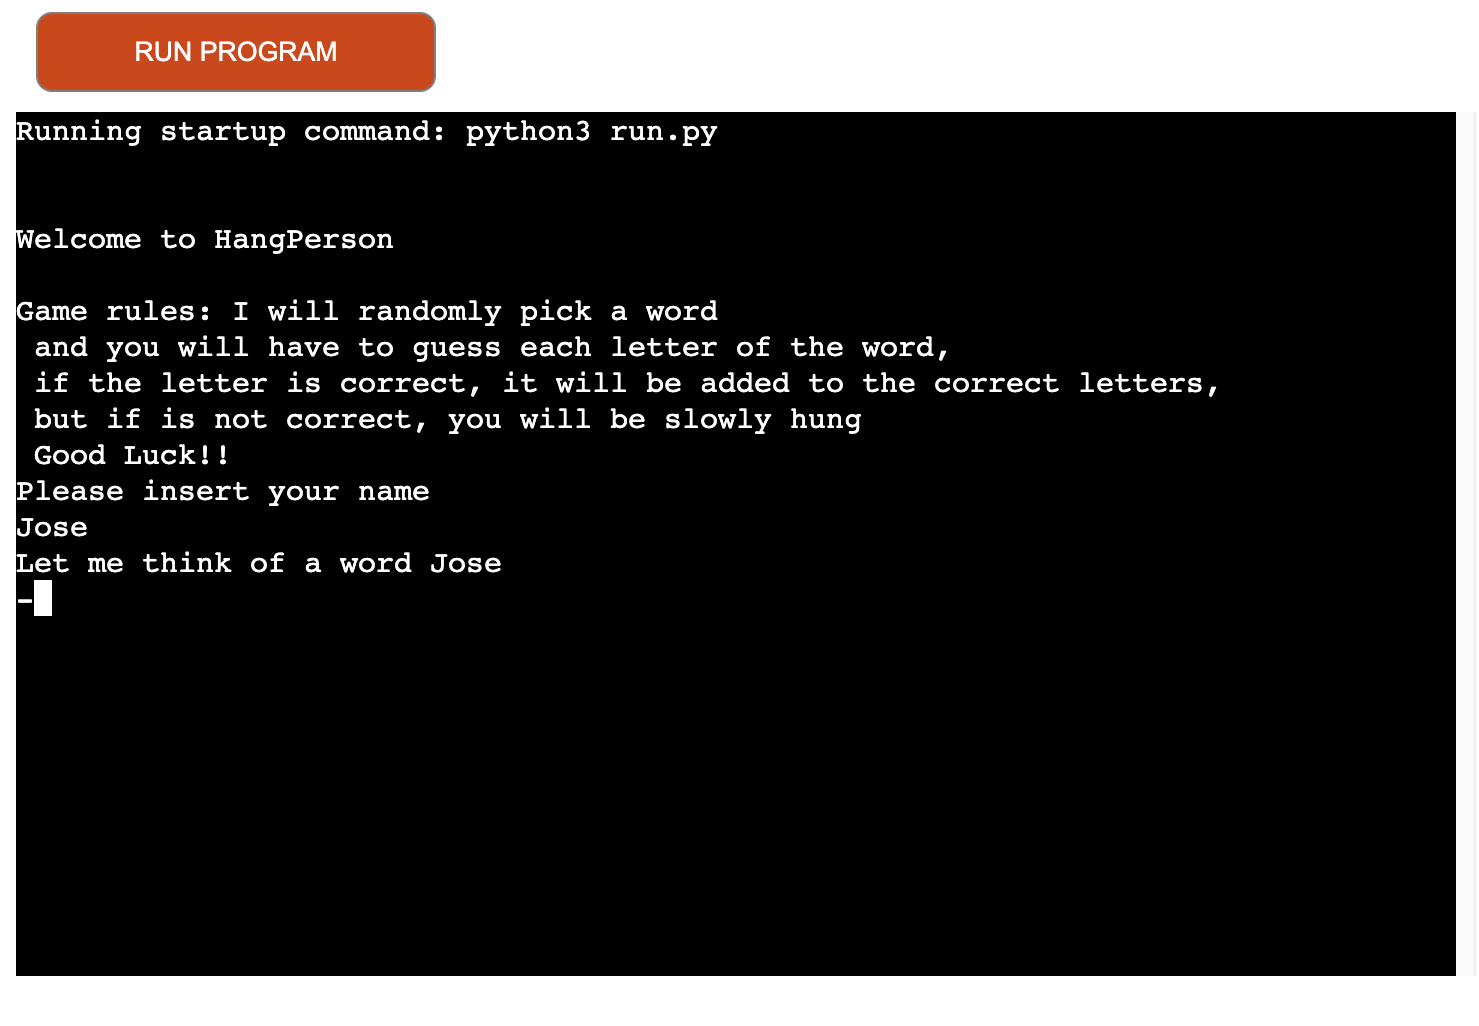 RUN PROGRAM
Running startup command: python3 run.py
Welcome to HangPerson
Game rules: I will randomly pick a word
and you will have to guess each letter of the word,
if the letter is correct, it will be added to the correct letters,
but if is not correct, you will be slowly hung
Good Luck!!
Please insert your name
Jose
Let me think of a word Jose
-